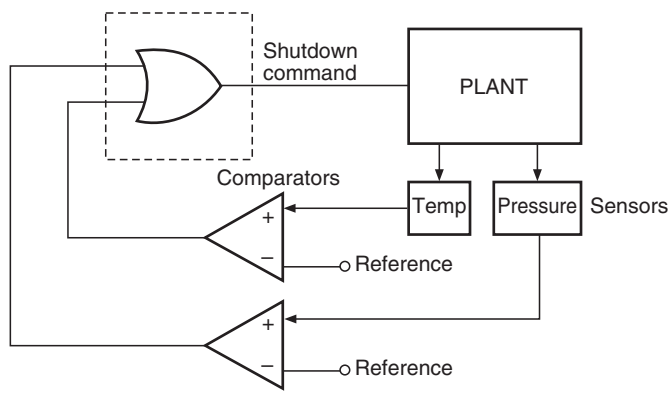 Shutdown
command
PLANT
Comparators
+
Temp
Pressure
Sensors
–
Reference
+
–
Reference